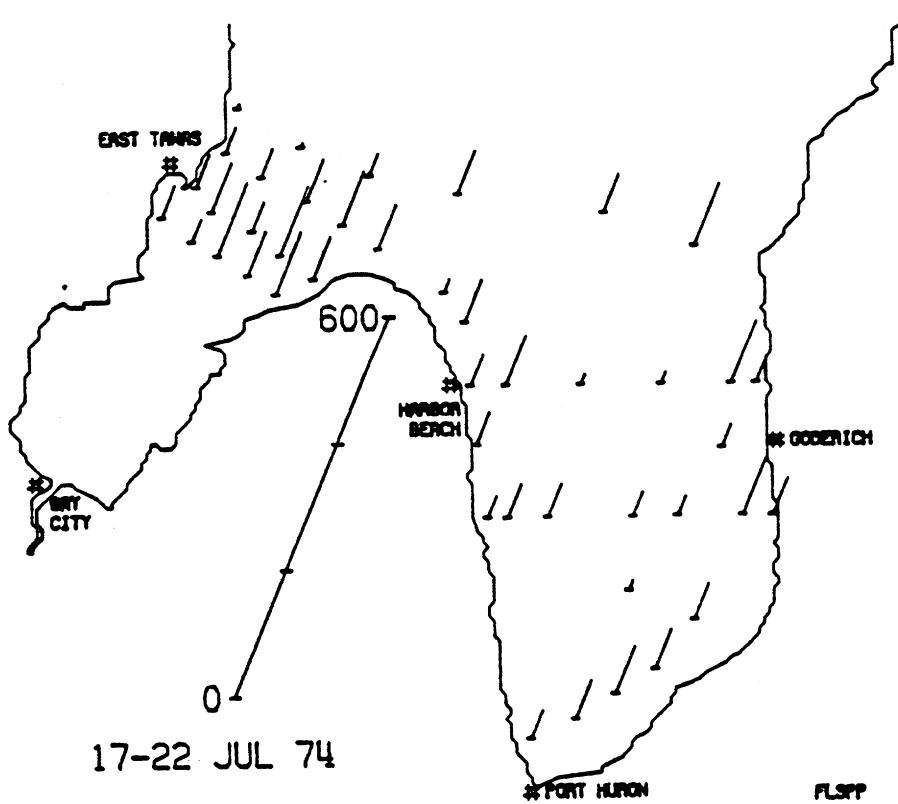 EAST TAWAS
600
HARBOR
BEACH
GODERICH
BAY
CITY
0
17-22 JUL 74
PORT HURON
FLSPP